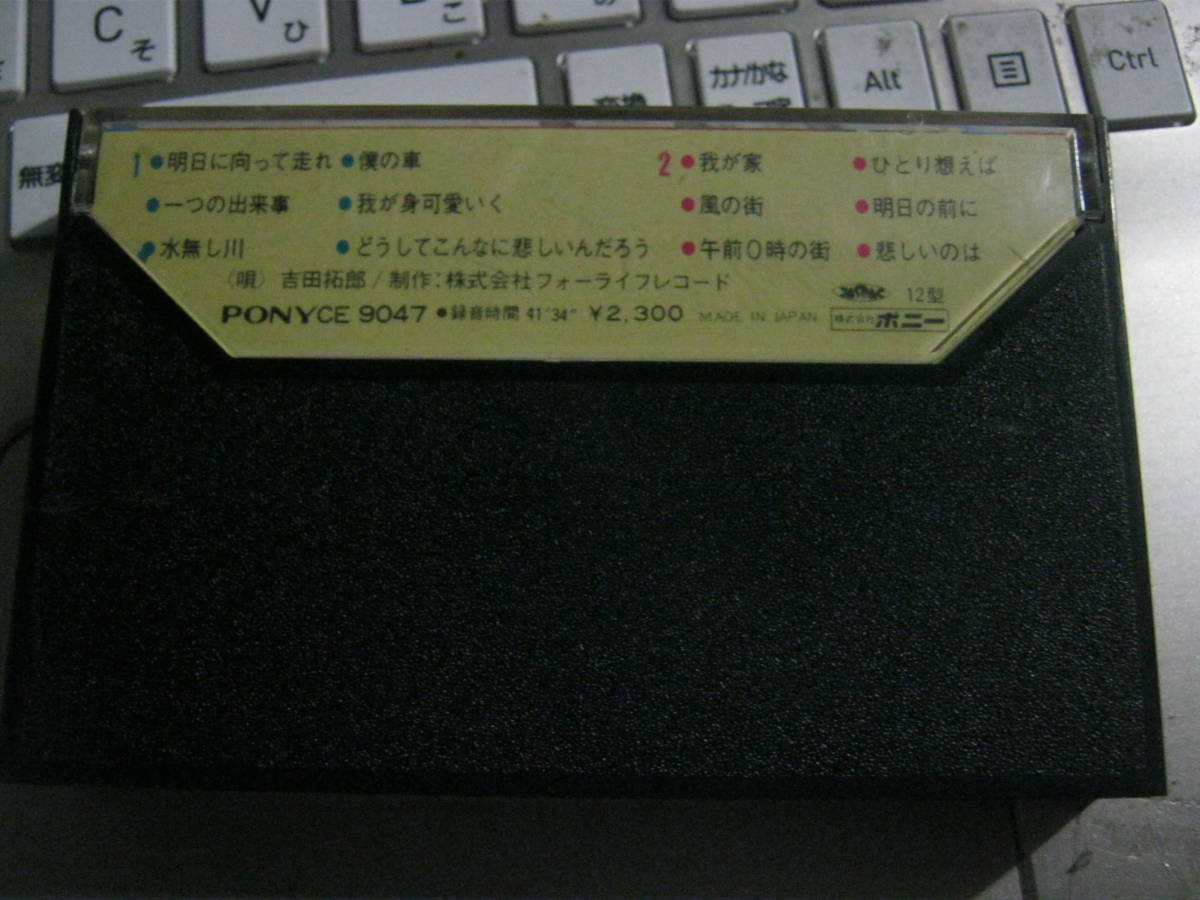 C そ
V ひ
こ
Alt
Ctrl
カナ/かな
変換
無変
1 ●明日に向って走れ ●僕の車 2 ●我が家 ●ひとり想えば
●一つの出来事 ●我が身可愛いく ●風の街 ●明日の前に
●水無し川 ●どうしてこんなに悲しいんだろう ●午前0時の街 ●悲しいのは
(唄) 吉田拓郎/制作:株式会社フォーライフレコード
12型
PONYCE 9047 ●録音時間 41'34" ¥2,300 MADE IN JAPAN 株式会社ポニー